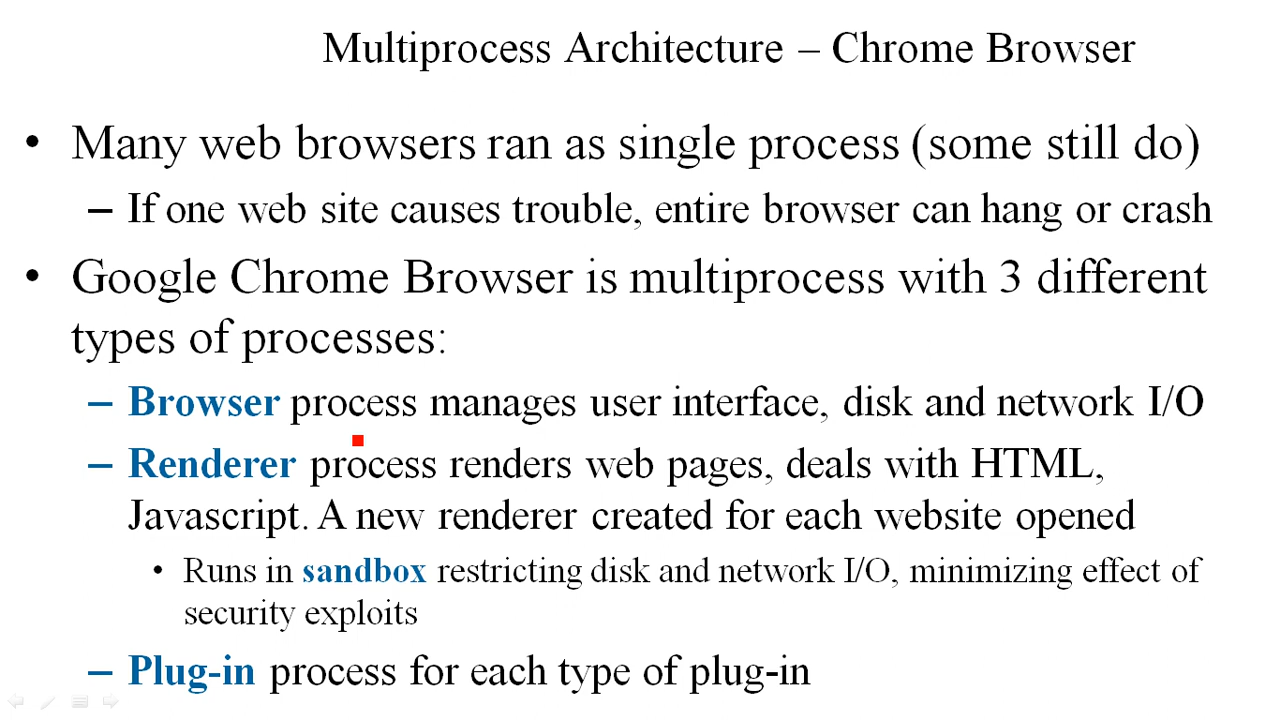 Multiprocess Architecture – Chrome Browser
• Many web browsers ran as single process (some still do)
– If one web site causes trouble, entire browser can hang or crash
• Google Chrome Browser is multiprocess with 3 different
types of processes:
– Browser process manages user interface, disk and network I/O
– Renderer process renders web pages, deals with HTML,
Javascript. A new renderer created for each website opened
• Runs in sandbox restricting disk and network I/O, minimizing effect of
security exploits
– Plug-in process for each type of plug-in